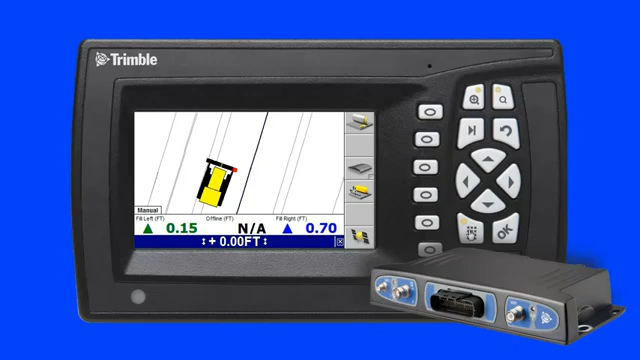 Trimble
Manual
Fill Left (FT) Offline (FT) Fill Right (FT)
0.15 N/A 0.70
+ 0.00FT
OK